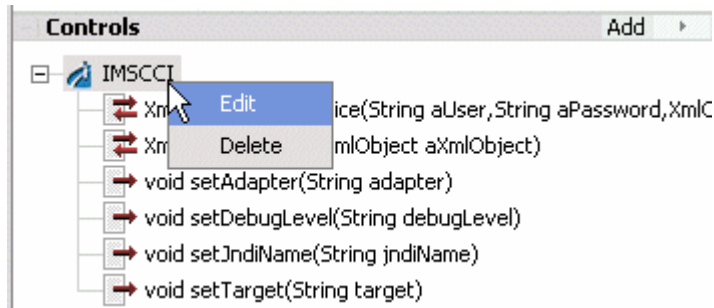 Controls Add
IMSCCI
Edit ice(String aUser,String aPassword,XmlO
Delete mlObject aXmlObject)
void setAdapter(String adapter)
void setDebugLevel(String debugLevel)
void setJndiName(String jndiName)
void setTarget(String target)